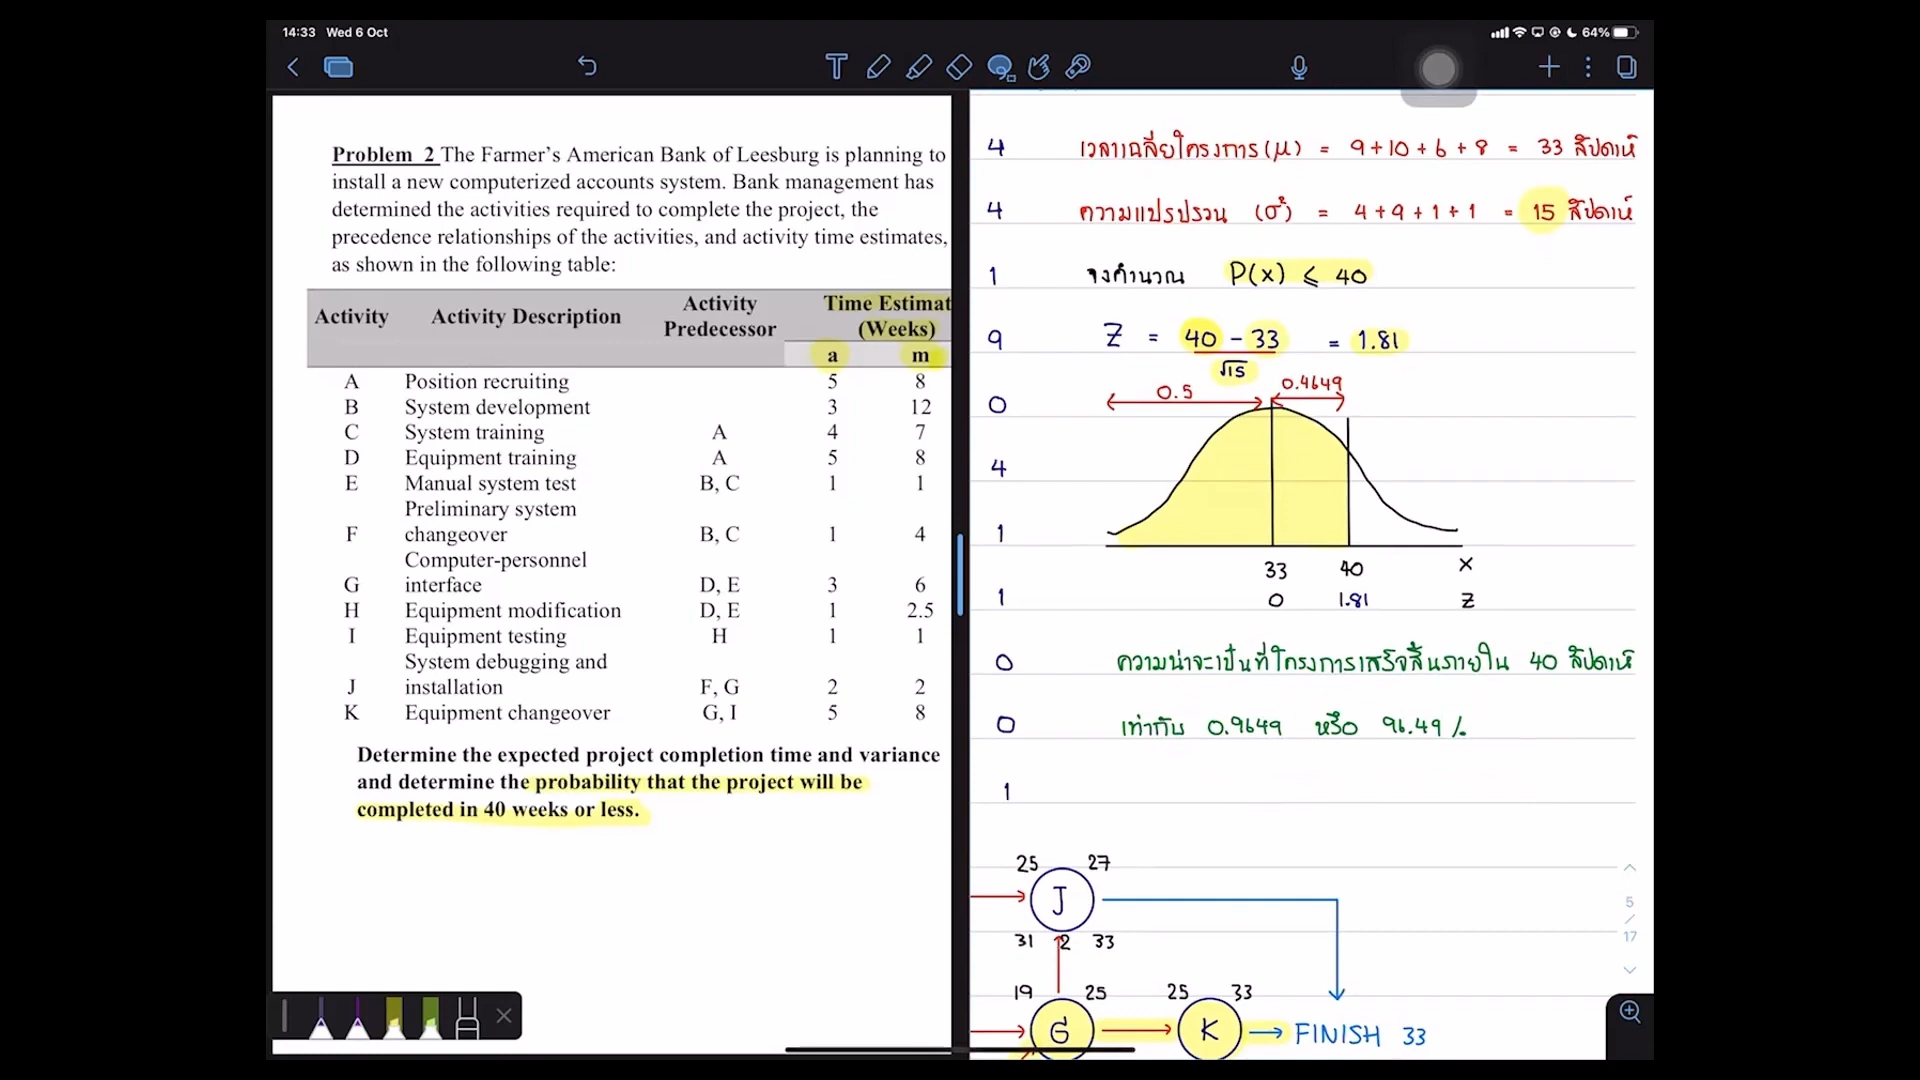 14:33 Wed 6 Oct
64%
Problem 2 The Farmer's American Bank of Leesburg is planning to
install a new computerized accounts system. Bank management has
determined the activities required to complete the project, the
precedence relationships of the activities, and activity time estimates,
as shown in the following table:
Activity Activity Description Activity Predecessor Time Estimat (Weeks)
a m
A Position recruiting 5 8
B System development 3 12
C System training A 4 7
D Equipment training A 5 8
E Manual system test B, C 1 1
Preliminary system
F changeover B, C 1 4
Computer-personnel
G interface D, E 3 6
H Equipment modification D, E 1 2.5
I Equipment testing H 1 1
System debugging and
J installation F, G 2 2
K Equipment changeover G, I 5 8
Determine the expected project completion time and variance
and determine the probability that the project will be
completed in 40 weeks or less.
4 เวลาเฉลี่ยโครงการ (μ) = 9+10+6+8 = 33 สัปดาห์
4 ความแปรปรวน (σ²) = 4+9+1+1 = 15 สัปดาห์
1 จงคำนวณ P(x) ⩽ 40
9 Z = 40 - 33 = 1.81
√15
0 0.5 0.4649
4
1
33 40 X
1 0 1.81 Z
0 ความน่าจะเป็นที่โครงการเสร็จสิ้นภายใน 40 สัปดาห์
0 เท่ากับ 0.9649 หรือ 96.49 %
1
25 27
J
31 2 33
19 25 25 33
G K FINISH 33
5
/
17